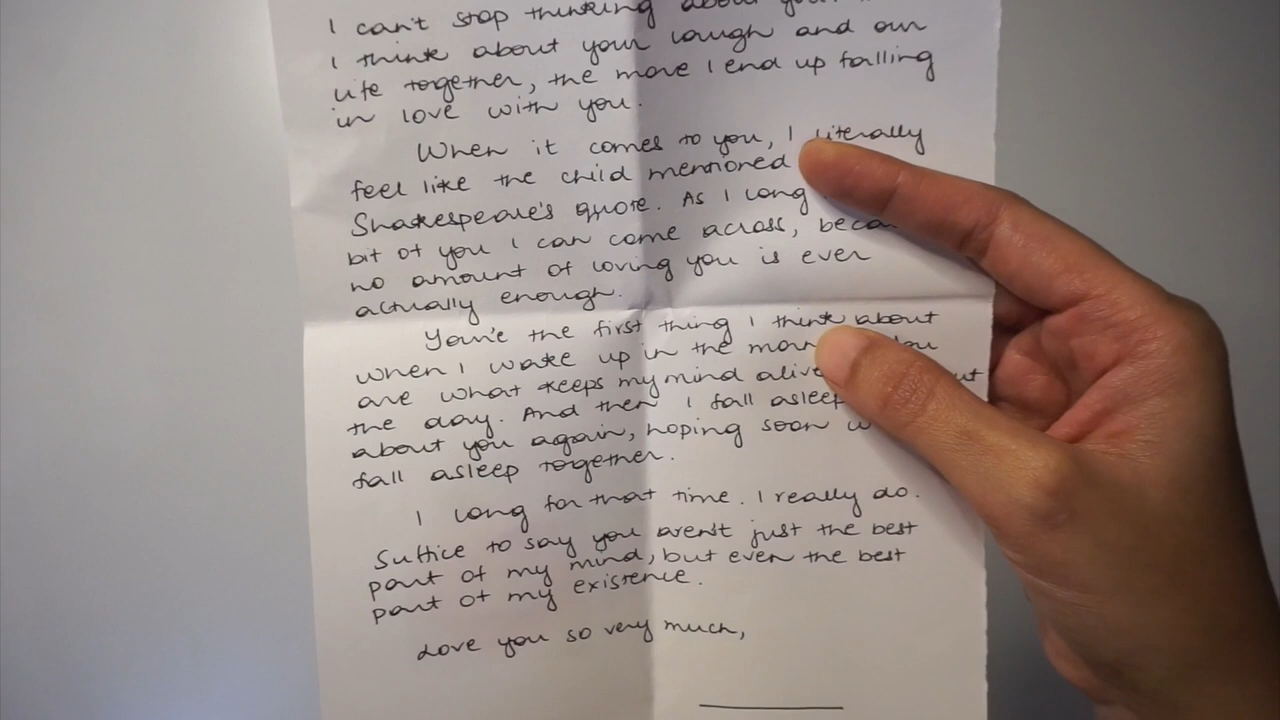 I can't stop thinking about you.
I think about your laugh and our
life together, the more I end up falling
in love with you.
When it comes to you, I literally
feel like the child mentioned
Shakespeare's quote. As I long
bit of you I can come across,
no amount of loving you is ever
actually enough.
You're the first thing I think about
when I wake up in the
are what keeps my mind alive
the day. And then I fall asleep
about you again, hoping soon
fall asleep together.
I long for that time. I really do.
Suffice to say you aren't just the best
part of my mind, but even the best
part of my existence.
Love you so very much,